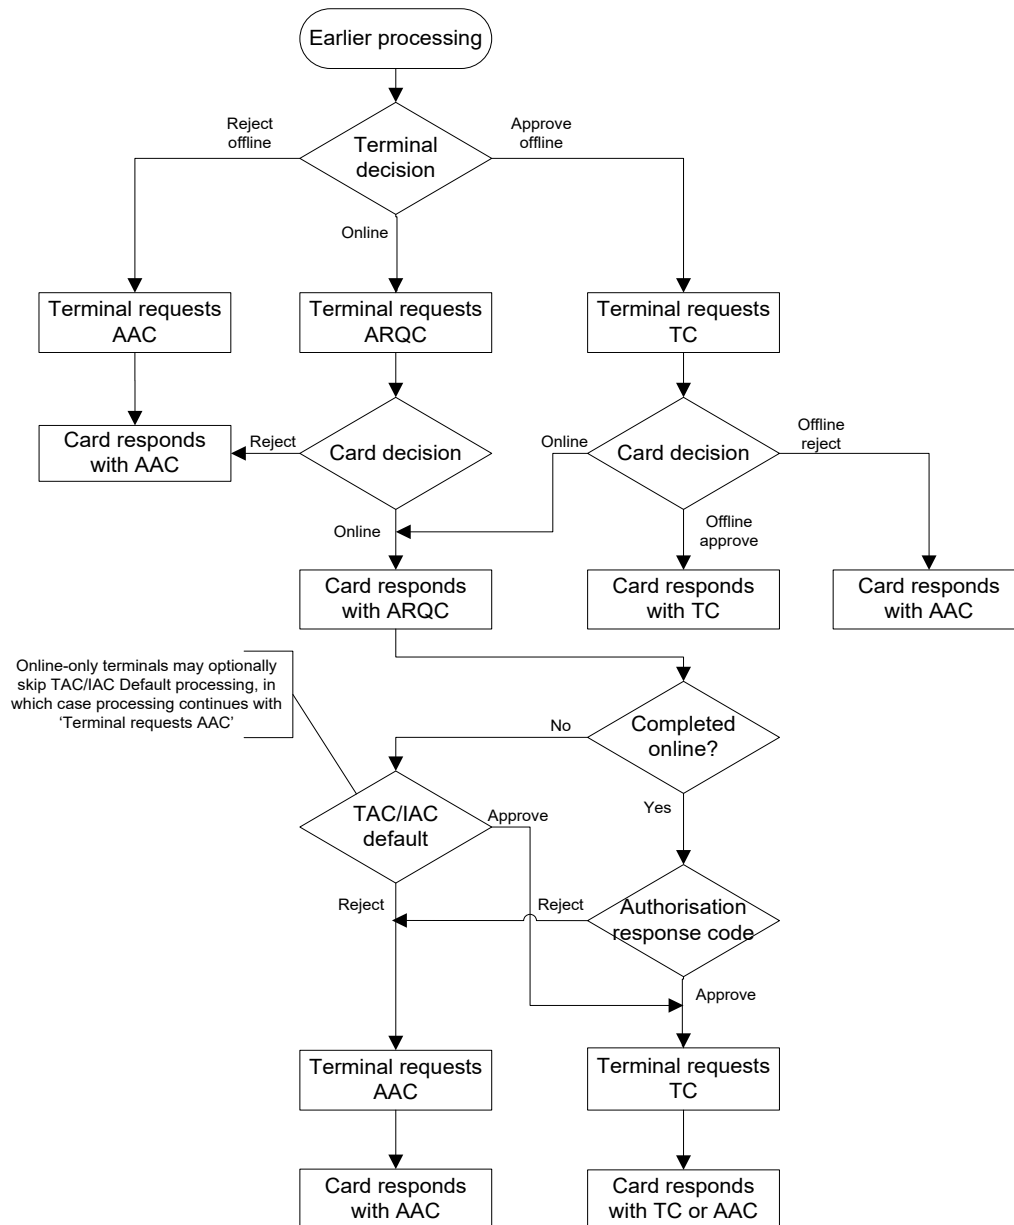 Earlier processing
Reject
offline
Terminal
decision
Approve
offline
Online
Terminal requests
AAC
Terminal requests
ARQC
Terminal requests
TC
Card responds
with AAC
Reject
Card decision
Online
Card decision
Offline
reject
Online
Offline
approve
Card responds
with ARQC
Card responds
with TC
Card responds
with AAC
Online-only terminals may optionally
skip TAC/IAC Default processing, in
which case processing continues with
‘Terminal requests AAC’
No
Completed
online?
TAC/IAC
default
Approve
Yes
Reject
Reject
Authorisation
response code
Approve
Terminal requests
AAC
Terminal requests
TC
Card responds
with AAC
Card responds
with TC or AAC